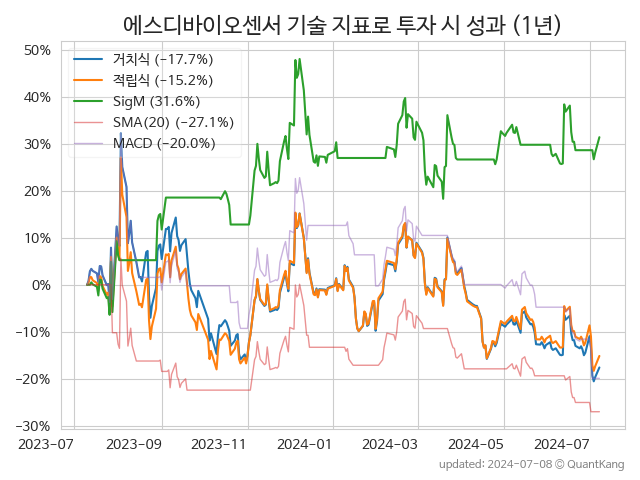 에스디바이오센서 기술 지표로 투자 시 성과 (1년)
50%
40%
30%
20%
10%
0%
−10%
−20%
−30%
거치식 (−17.7%)
적립식 (−15.2%)
SigM (31.6%)
SMA(20) (−27.1%)
MACD (−20.0%)
2023-07 2023-09 2023-11 2024-01 2024-03 2024-05 2024-07
updated: 2024-07-08 © QuantKang